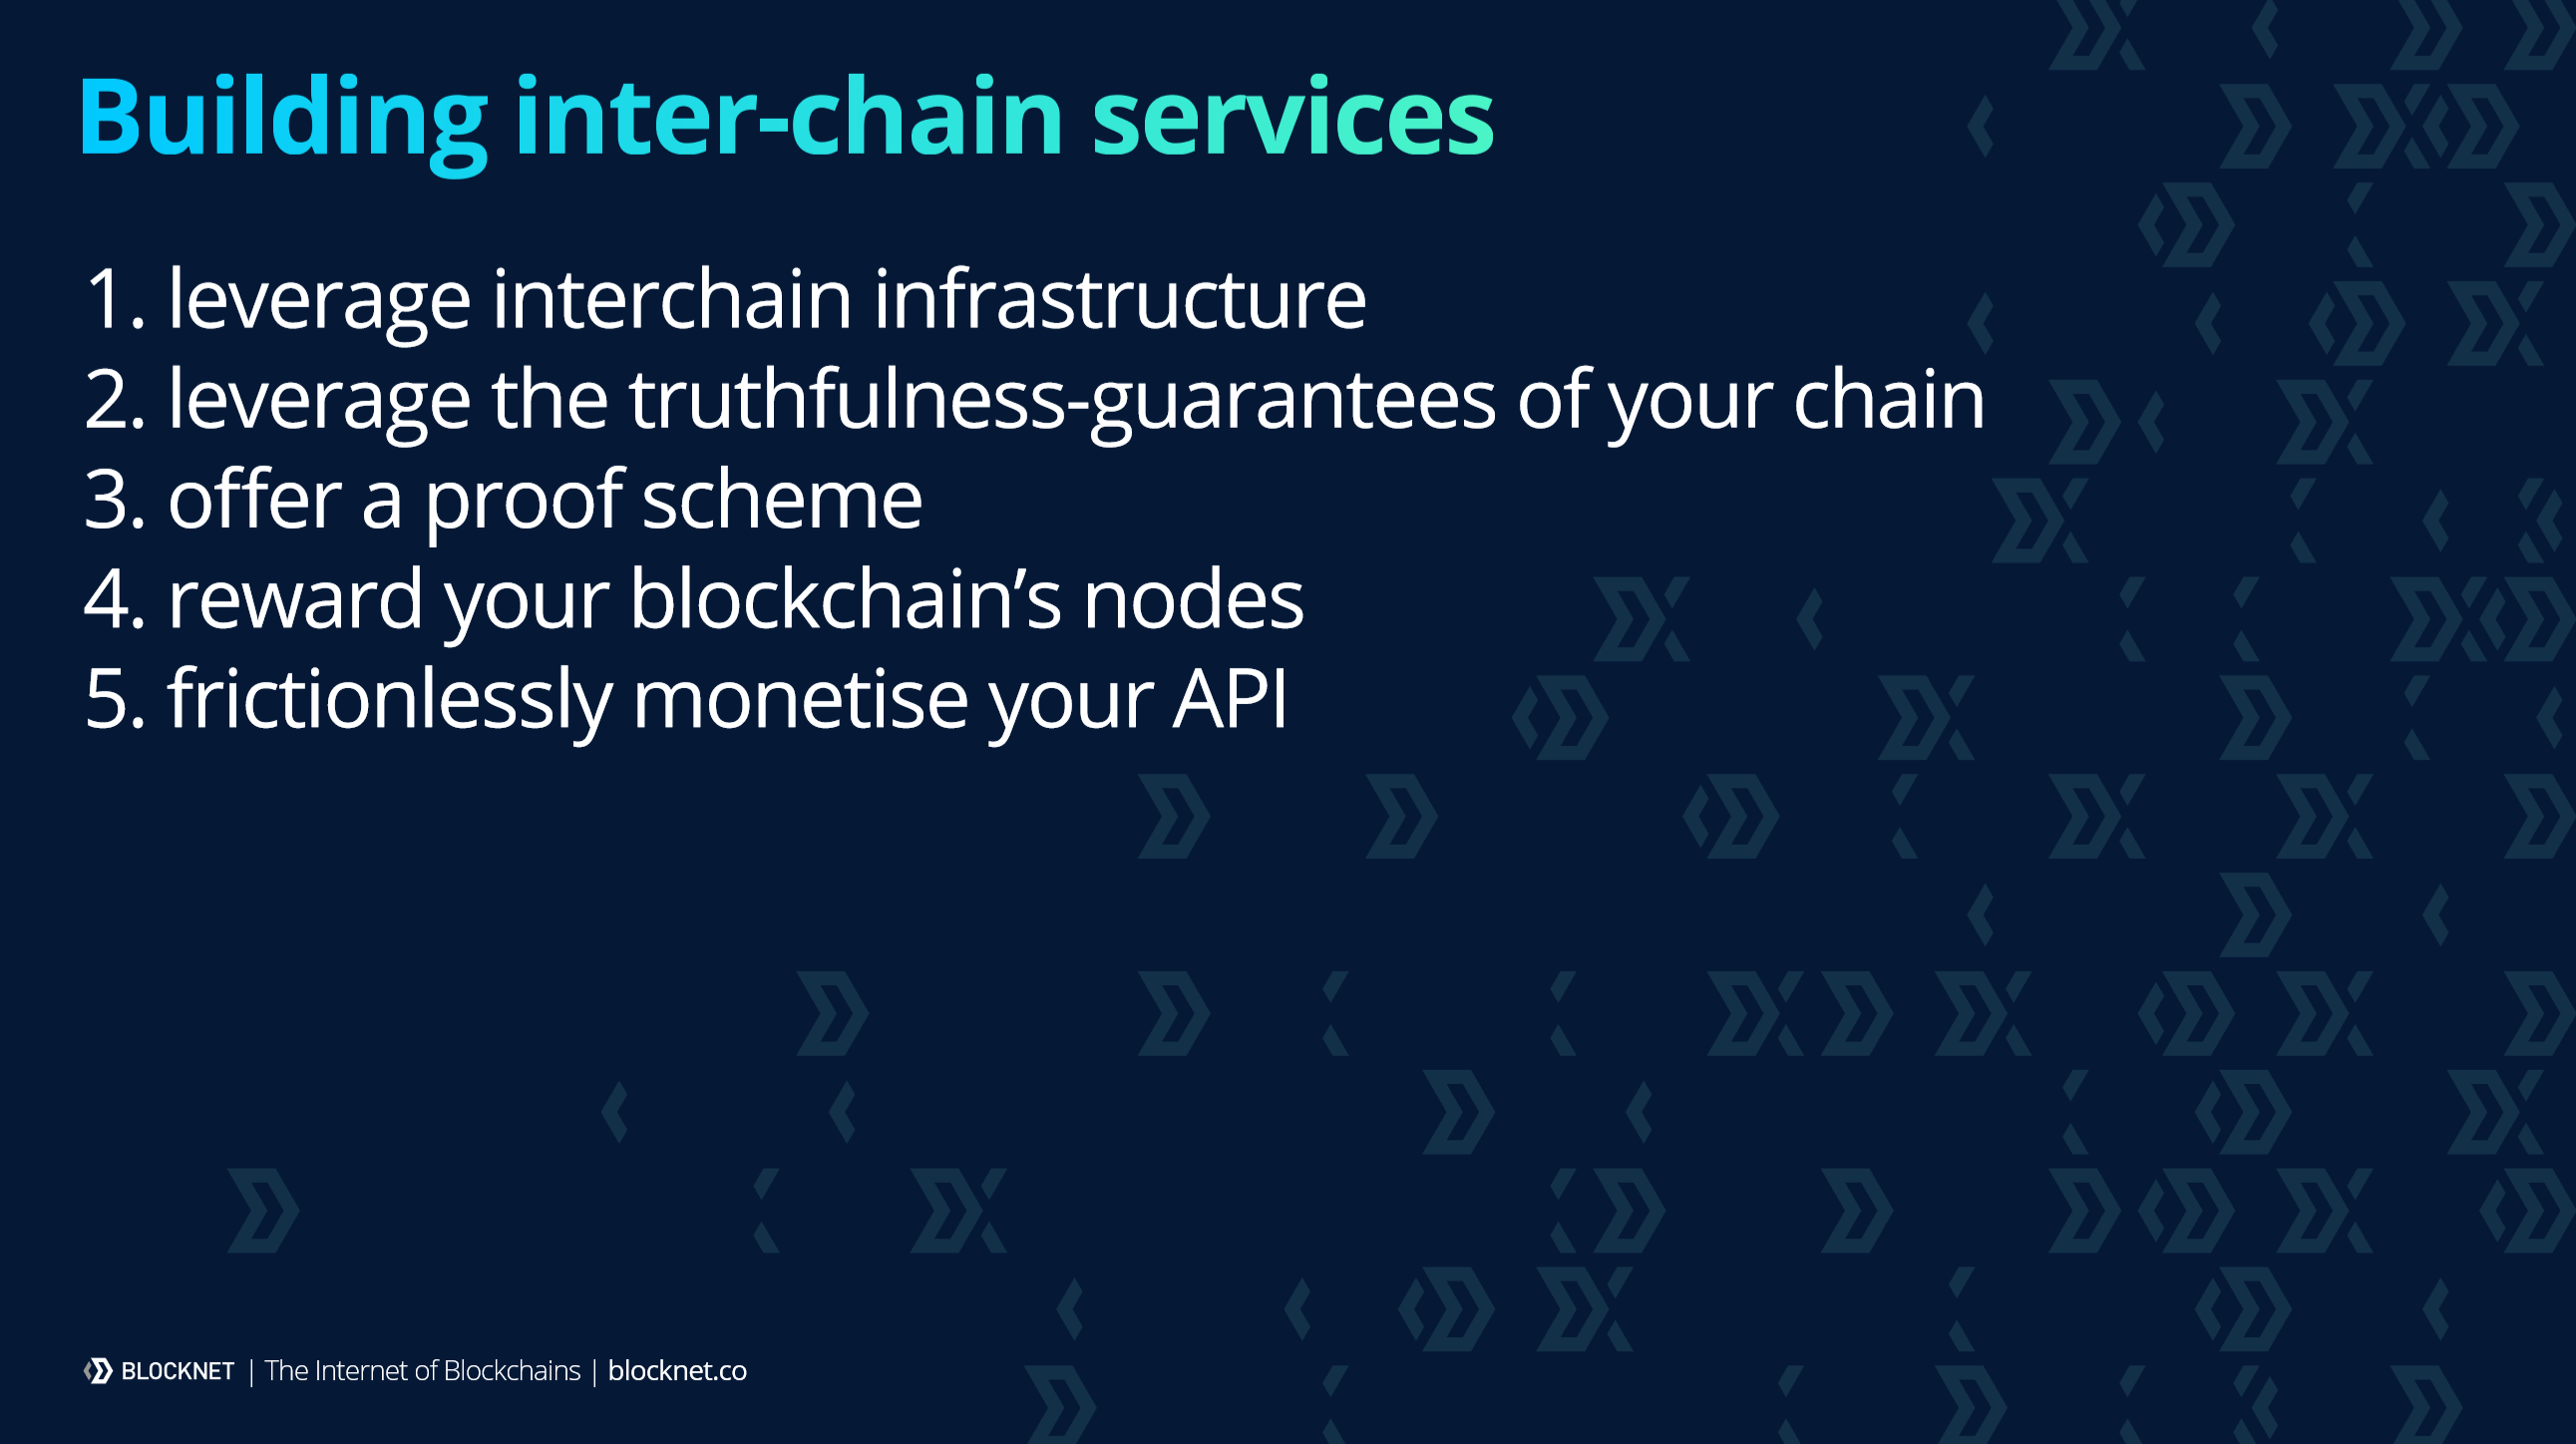 Building inter-chain services
1. leverage interchain infrastructure
2. leverage the truthfulness-guarantees of your chain
3. offer a proof scheme
4. reward your blockchain’s nodes
5. frictionlessly monetise your API
BLOCKNET | The Internet of Blockchains | blocknet.co